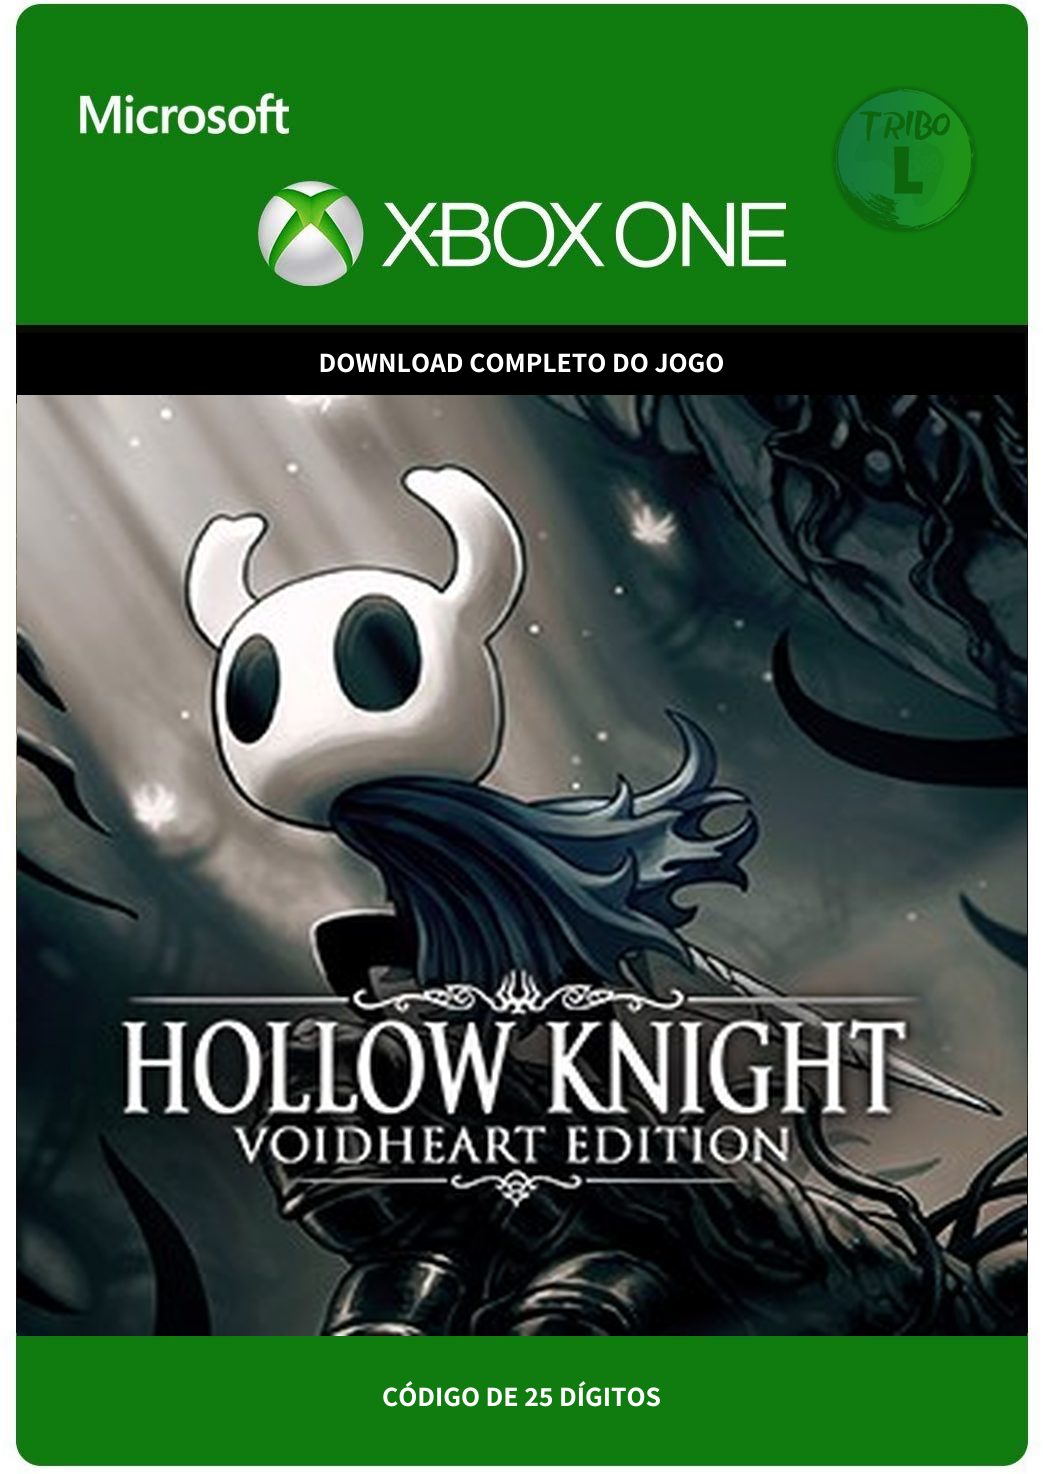 Microsoft
TRIBO
L
XBOX ONE
DOWNLOAD COMPLETO DO JOGO
HOLLOW KNIGHT
VOIDHEART EDITION
CÓDIGO DE 25 DÍGITOS